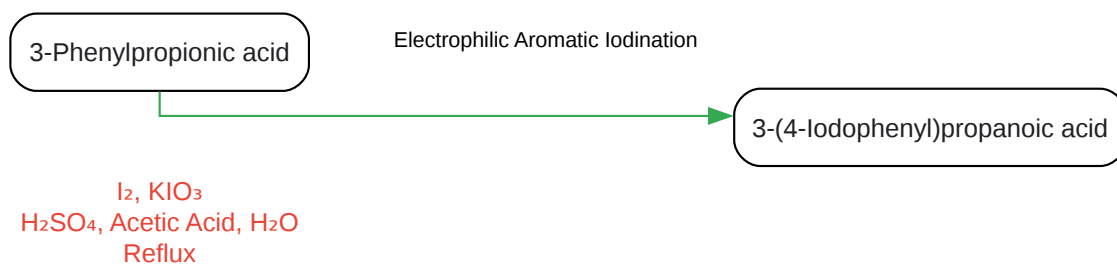 3-Phenylpropionic acid
Electrophilic Aromatic Iodination
3-(4-Iodophenyl)propanoic acid
I₂, KIO₃
H₂SO₄, Acetic Acid, H₂O
Reflux